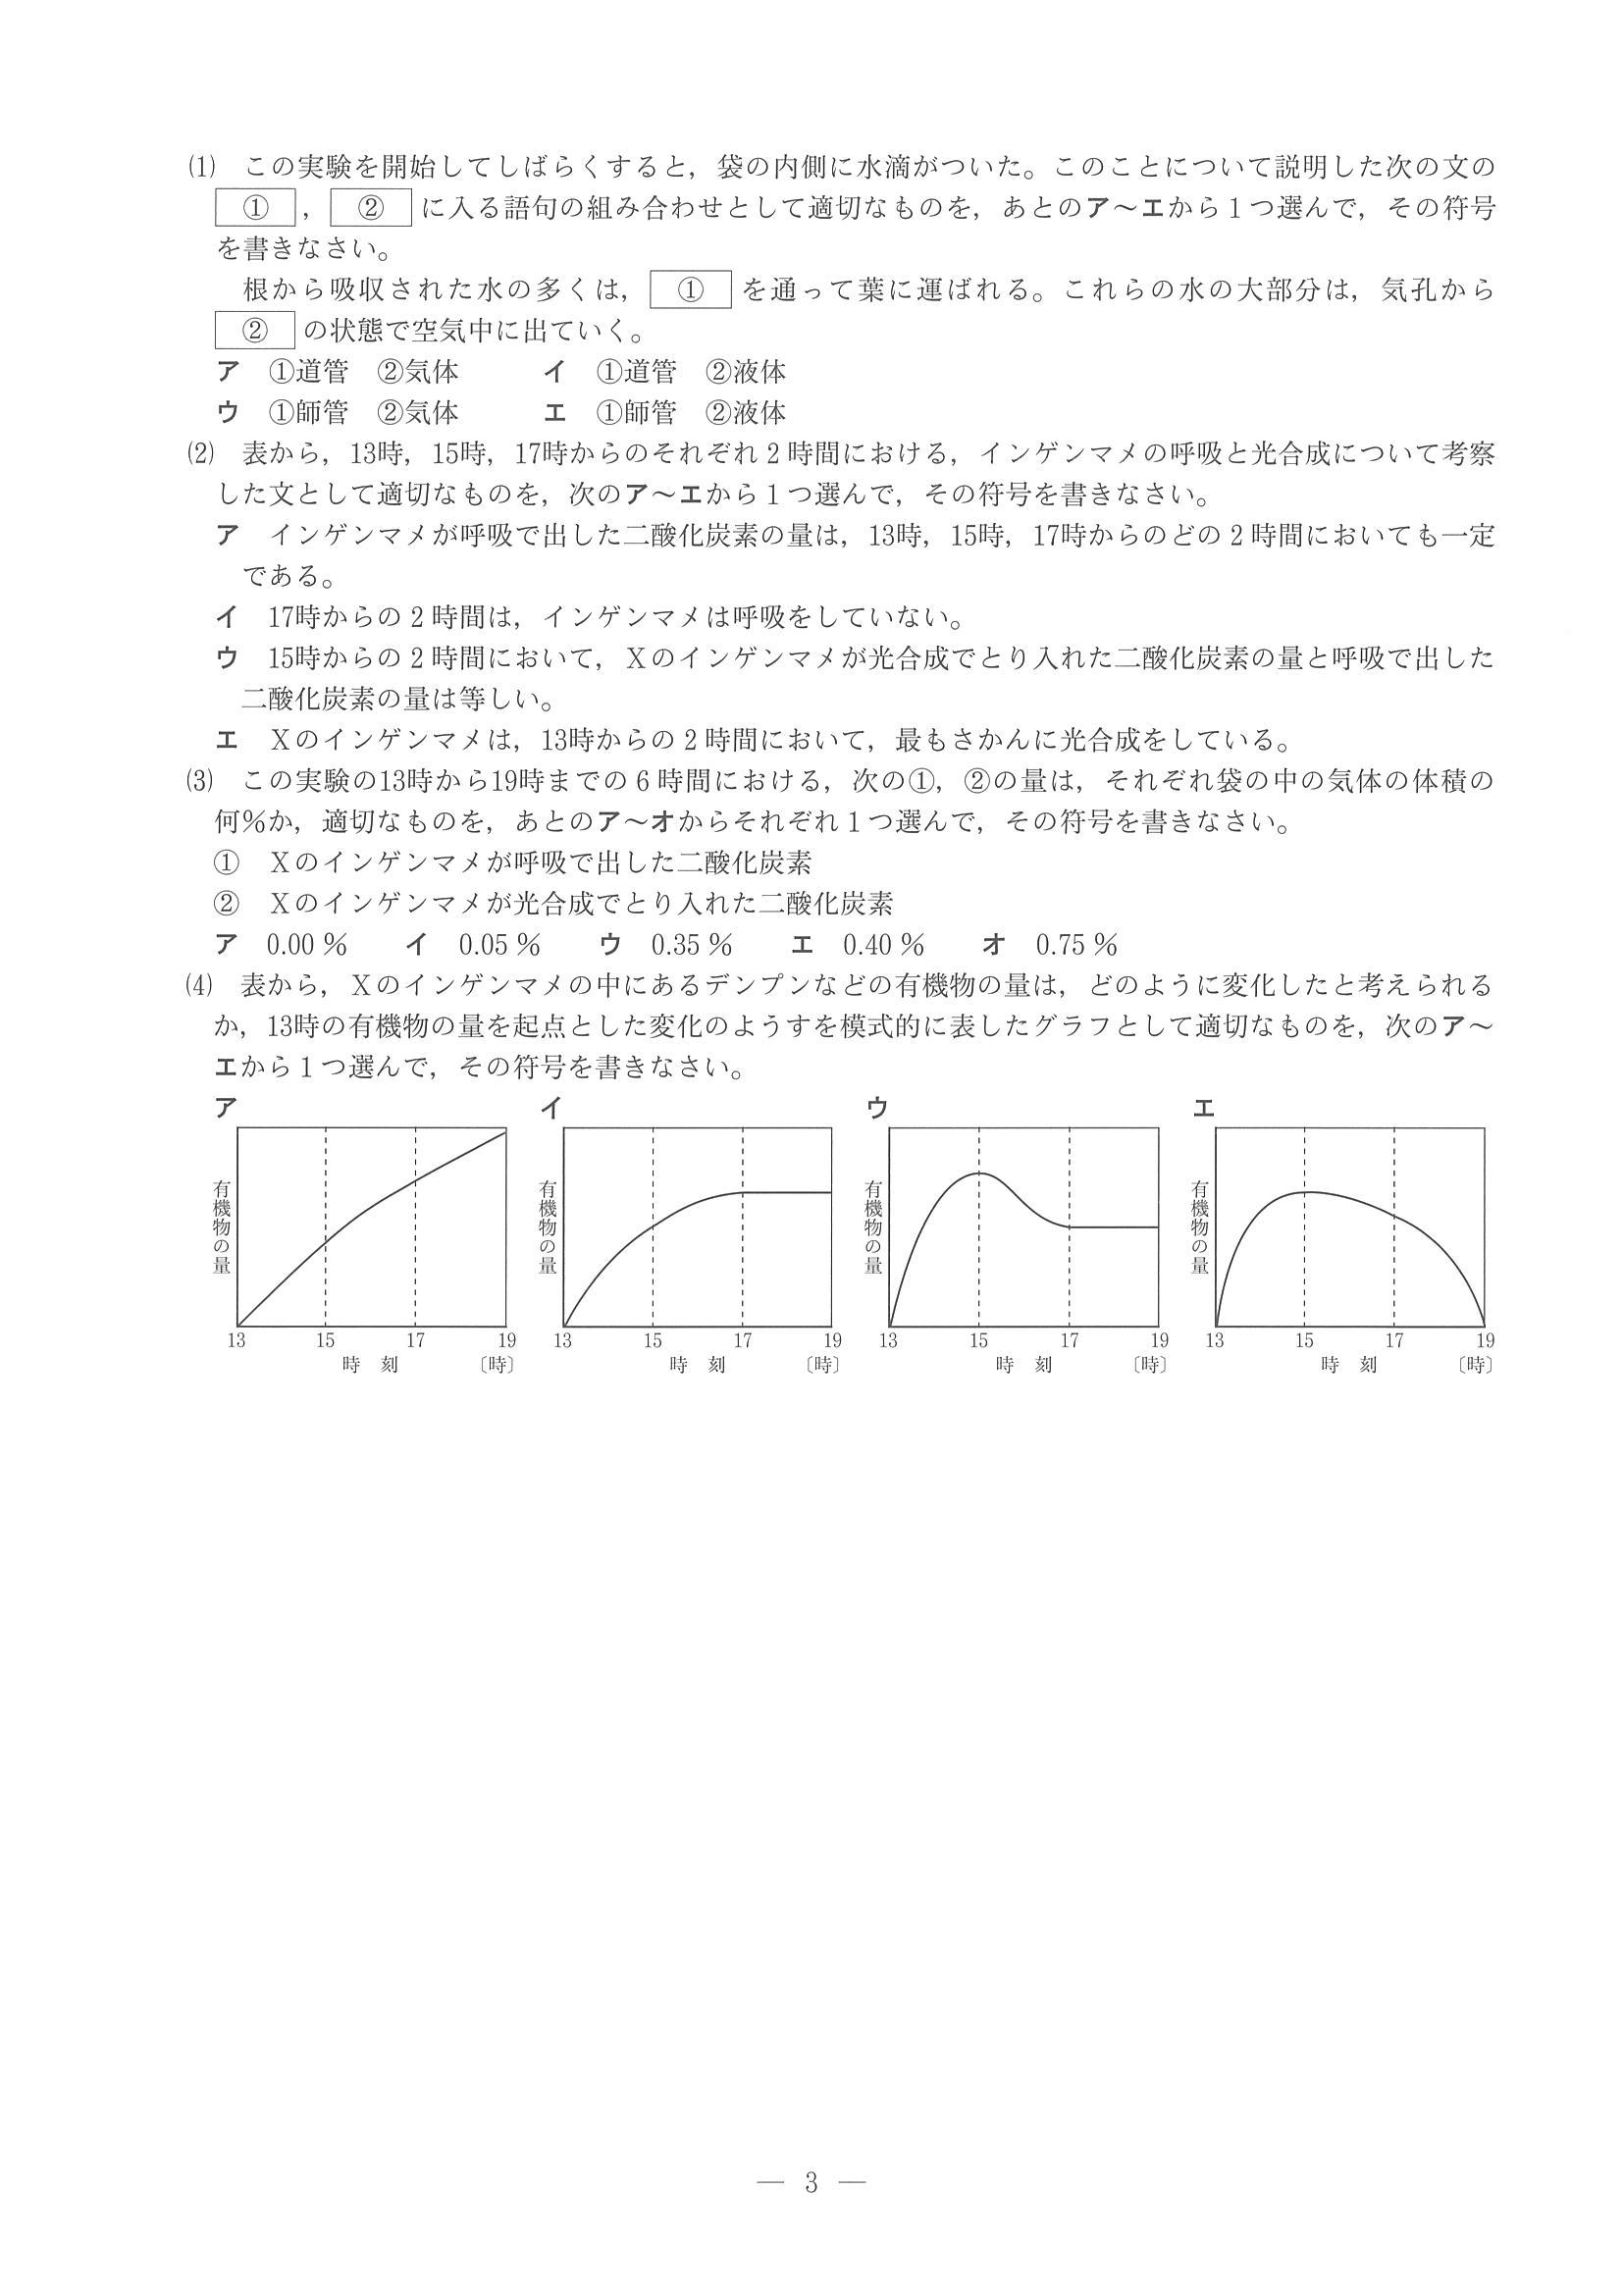 (1) この実験を開始してしばらくすると，袋の内側に水滴がついた。このことについて説明した次の文の
① ， ② に入る語句の組み合わせとして適切なものを，あとのア～エから1つ選んで，その符号
を書きなさい。
根から吸収された水の多くは， ① を通って葉に運ばれる。これらの水の大部分は，気孔から
② の状態で空気中に出ていく。
ア ①道管 ②気体 イ ①道管 ②液体
ウ ①師管 ②気体 エ ①師管 ②液体
(2) 表から，13時，15時，17時からのそれぞれ2時間における，インゲンマメの呼吸と光合成について考察
した文として適切なものを，次のア～エから1つ選んで，その符号を書きなさい。
ア インゲンマメが呼吸で出した二酸化炭素の量は，13時，15時，17時からのどの2時間においても一定
である。
イ 17時からの2時間は，インゲンマメは呼吸をしていない。
ウ 15時からの2時間において，Xのインゲンマメが光合成でとり入れた二酸化炭素の量と呼吸で出した
二酸化炭素の量は等しい。
エ Xのインゲンマメは，13時からの2時間において，最もさかんに光合成をしている。
(3) この実験の13時から19時までの6時間における，次の①，②の量は，それぞれ袋の中の気体の体積の
何％か，適切なものを，あとのア～オからそれぞれ1つ選んで，その符号を書きなさい。
① Xのインゲンマメが呼吸で出した二酸化炭素
② Xのインゲンマメが光合成でとり入れた二酸化炭素
ア 0.00％ イ 0.05％ ウ 0.35％ エ 0.40％ オ 0.75％
(4) 表から，Xのインゲンマメの中にあるデンプンなどの有機物の量は，どのように変化したと考えられる
か，13時の有機物の量を起点とした変化のようすを模式的に表したグラフとして適切なものを，次のア～
エから1つ選んで，その符号を書きなさい。
ア イ ウ エ
有機物の量 有機物の量 有機物の量 有機物の量
13 15 17 19 13 15 17 19 13 15 17 19 13 15 17 19
時 刻 〔時〕 時 刻 〔時〕 時 刻 〔時〕 時 刻 〔時〕
― 3 ―